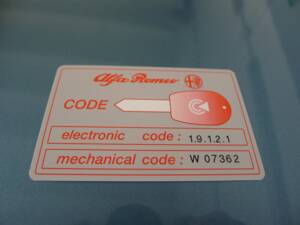 Alfa Romeo
CODE
electronic code : 1.9.1.2.1
mechanical code : W 07362